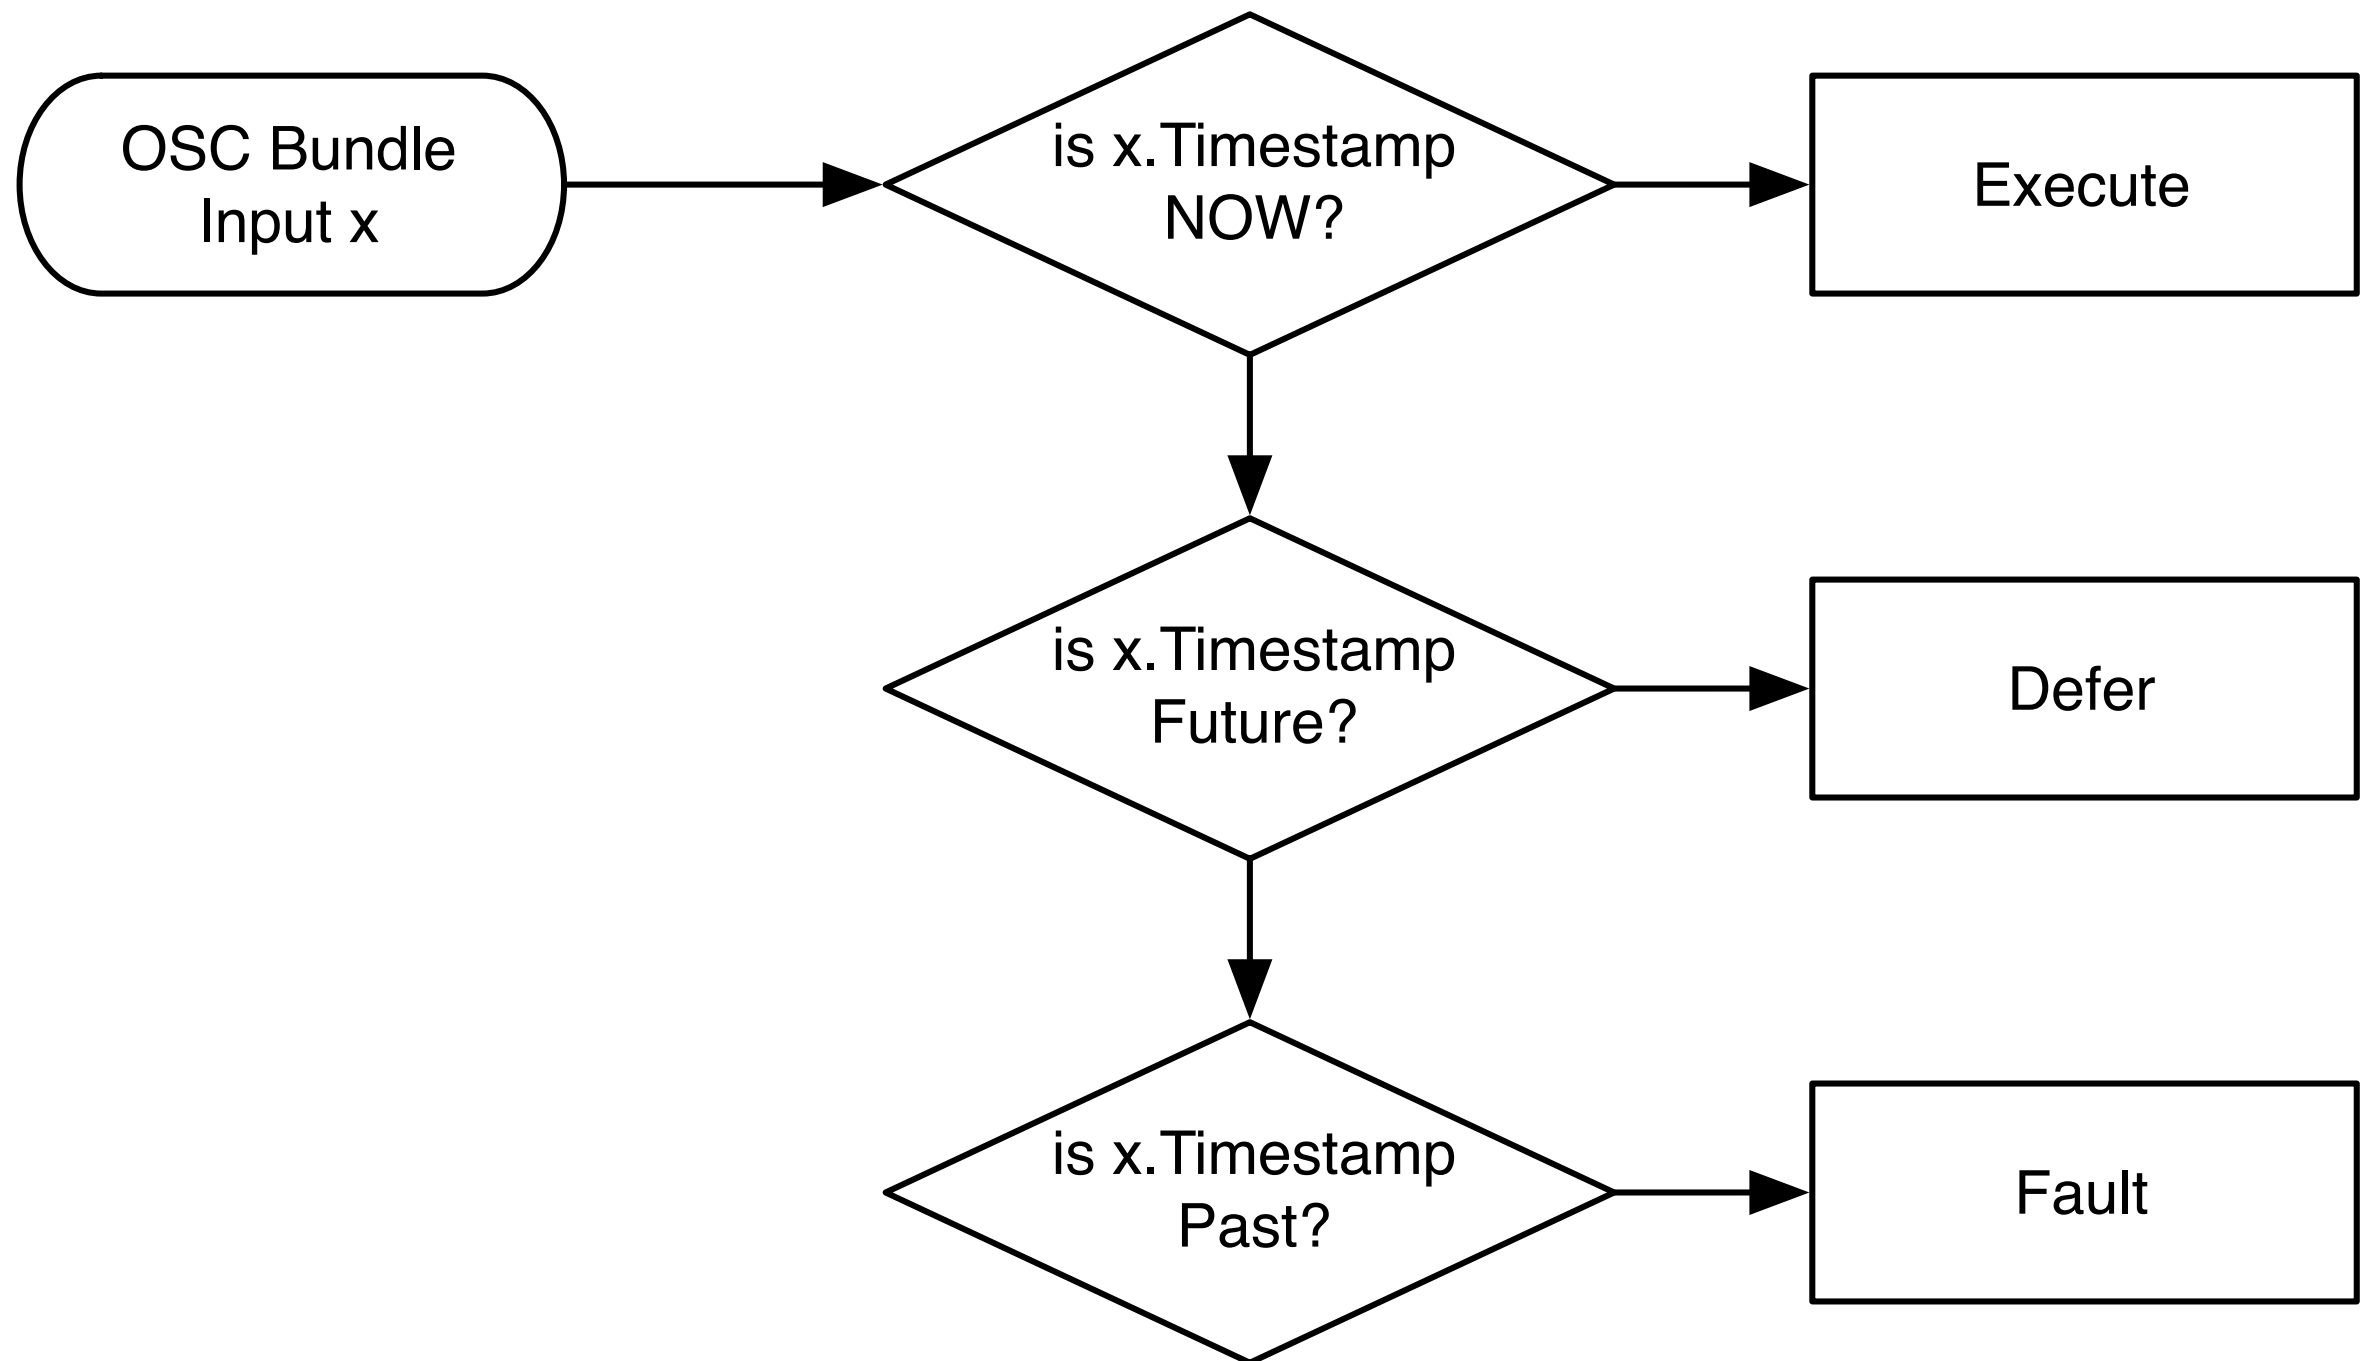 OSC Bundle
Input x
is x.Timestamp
NOW?
Execute
is x.Timestamp
Future?
Defer
is x.Timestamp
Past?
Fault